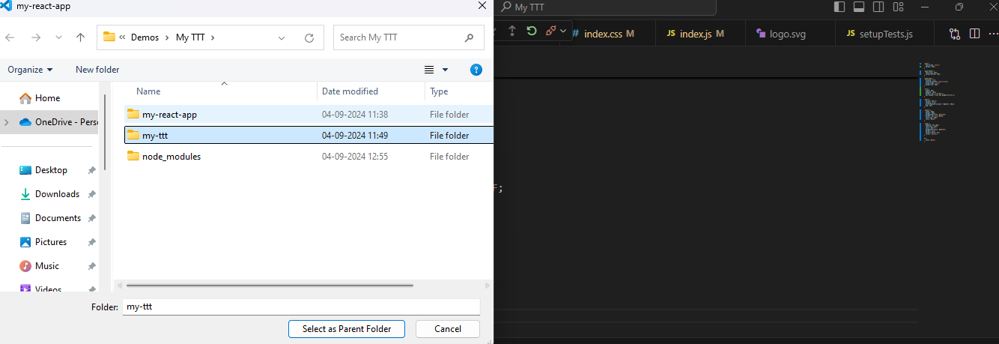 my-react-app
My TTT
« Demos > My TTT >
Search My TTT
index.css M
JS index.js M
logo.svg
JS setupTests.js
Organize
New folder
?
Name
Date modified
Type
Home
OneDrive - Pers
my-react-app 04-09-2024 11:38 File folder
my-ttt 04-09-2024 11:49 File folder
node_modules 04-09-2024 12:55 File folder
Desktop
Downloads
Documents
Pictures
Music
Videos
;
Folder: my-ttt
Select as Parent Folder
Cancel